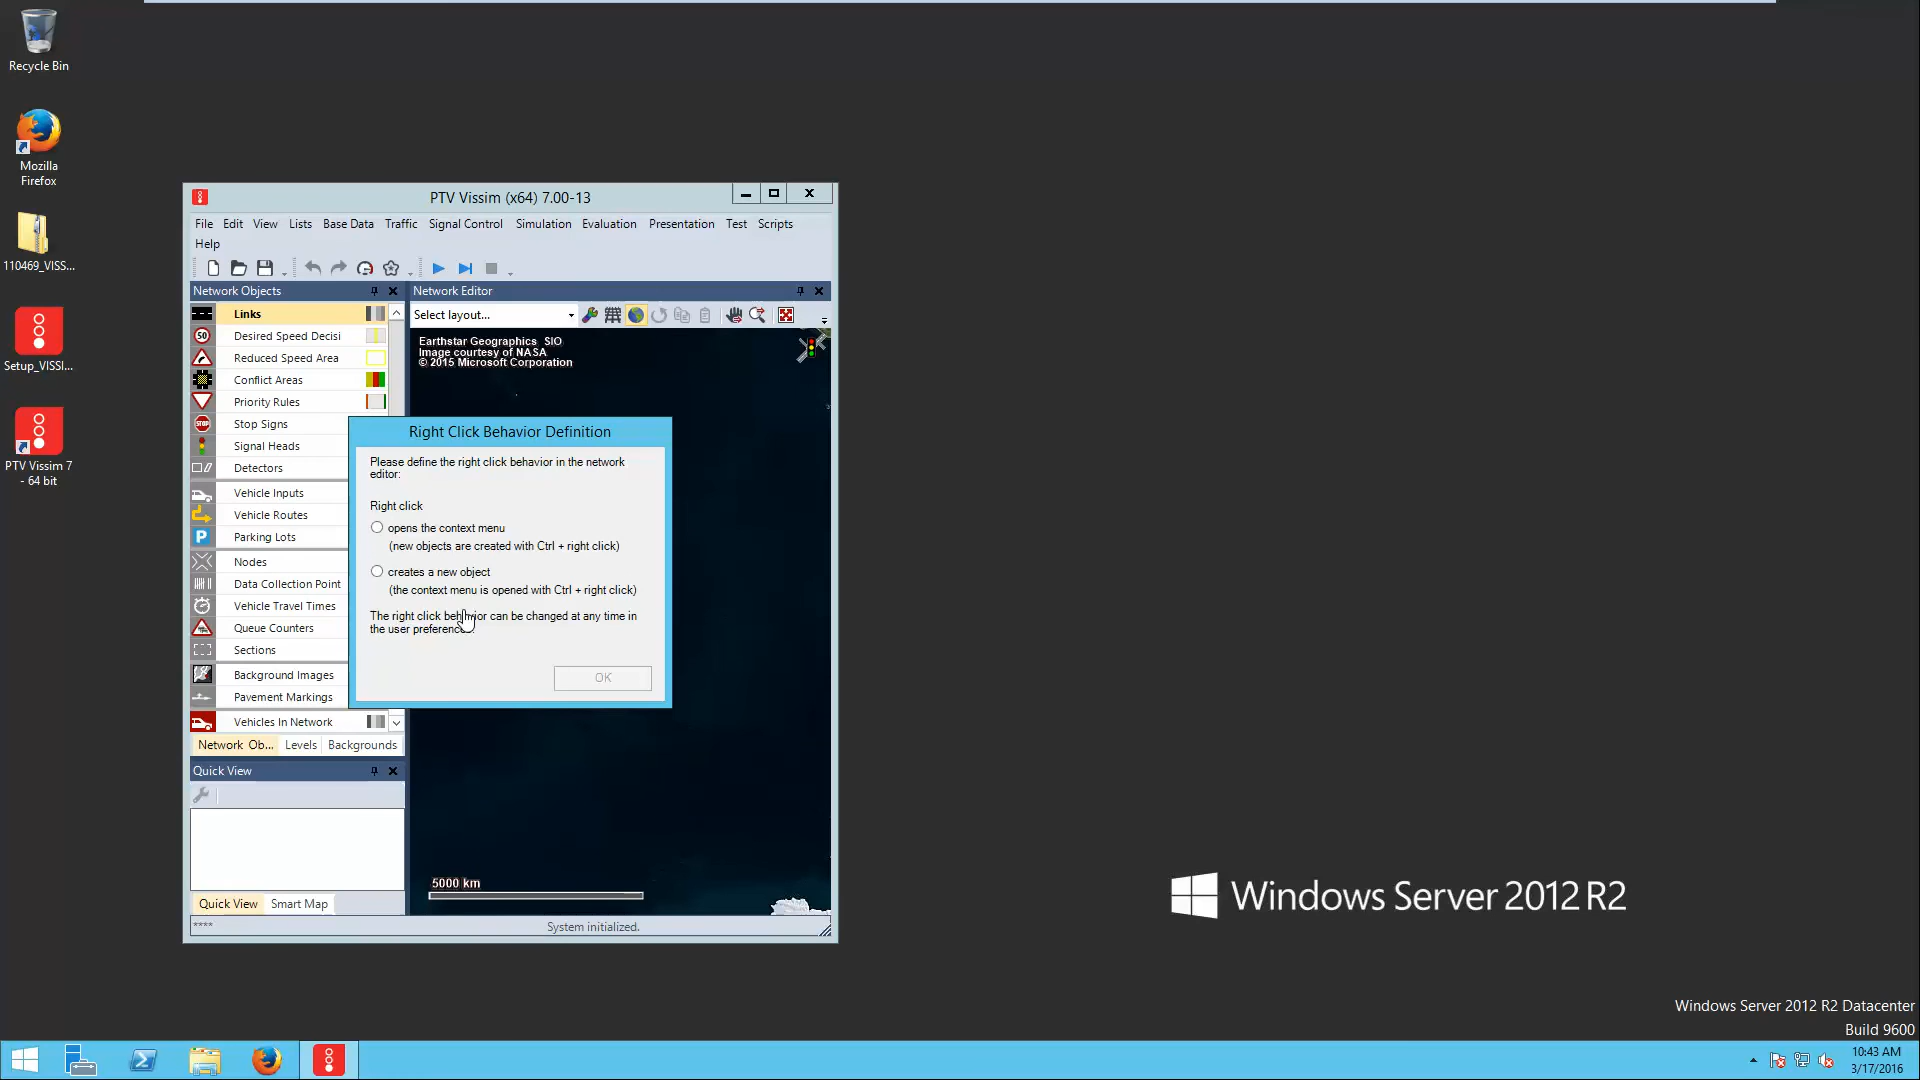 Recycle Bin
Mozilla
Firefox
110469_VISS...
Setup_VISSI...
PTV Vissim 7
- 64 bit
PTV Vissim (x64) 7.00-13
File Edit View Lists Base Data Traffic Signal Control Simulation Evaluation Presentation Test Scripts
Help
Network Objects
Links
50 Desired Speed Decisi
Reduced Speed Area
Conflict Areas
Priority Rules
STOP Stop Signs
Signal Heads
Detectors
Vehicle Inputs
Vehicle Routes
P Parking Lots
Nodes
Data Collection Point
Vehicle Travel Times
Queue Counters
Sections
Background Images
Pavement Markings
Vehicles In Network
Network Ob... Levels Backgrounds
Quick View
Quick View Smart Map
Network Editor
Select layout...
Earthstar Geographics SIO
Image courtesy of NASA
© 2015 Microsoft Corporation
Right Click Behavior Definition
Please define the right click behavior in the network
editor:
Right click
opens the context menu
(new objects are created with Ctrl + right click)
creates a new object
(the context menu is opened with Ctrl + right click)
The right click behavior can be changed at any time in
the user preferences.
OK
5000 km
**** System initialized.
Windows Server 2012 R2
Windows Server 2012 R2 Datacenter
Build 9600
10:43 AM
3/17/2016